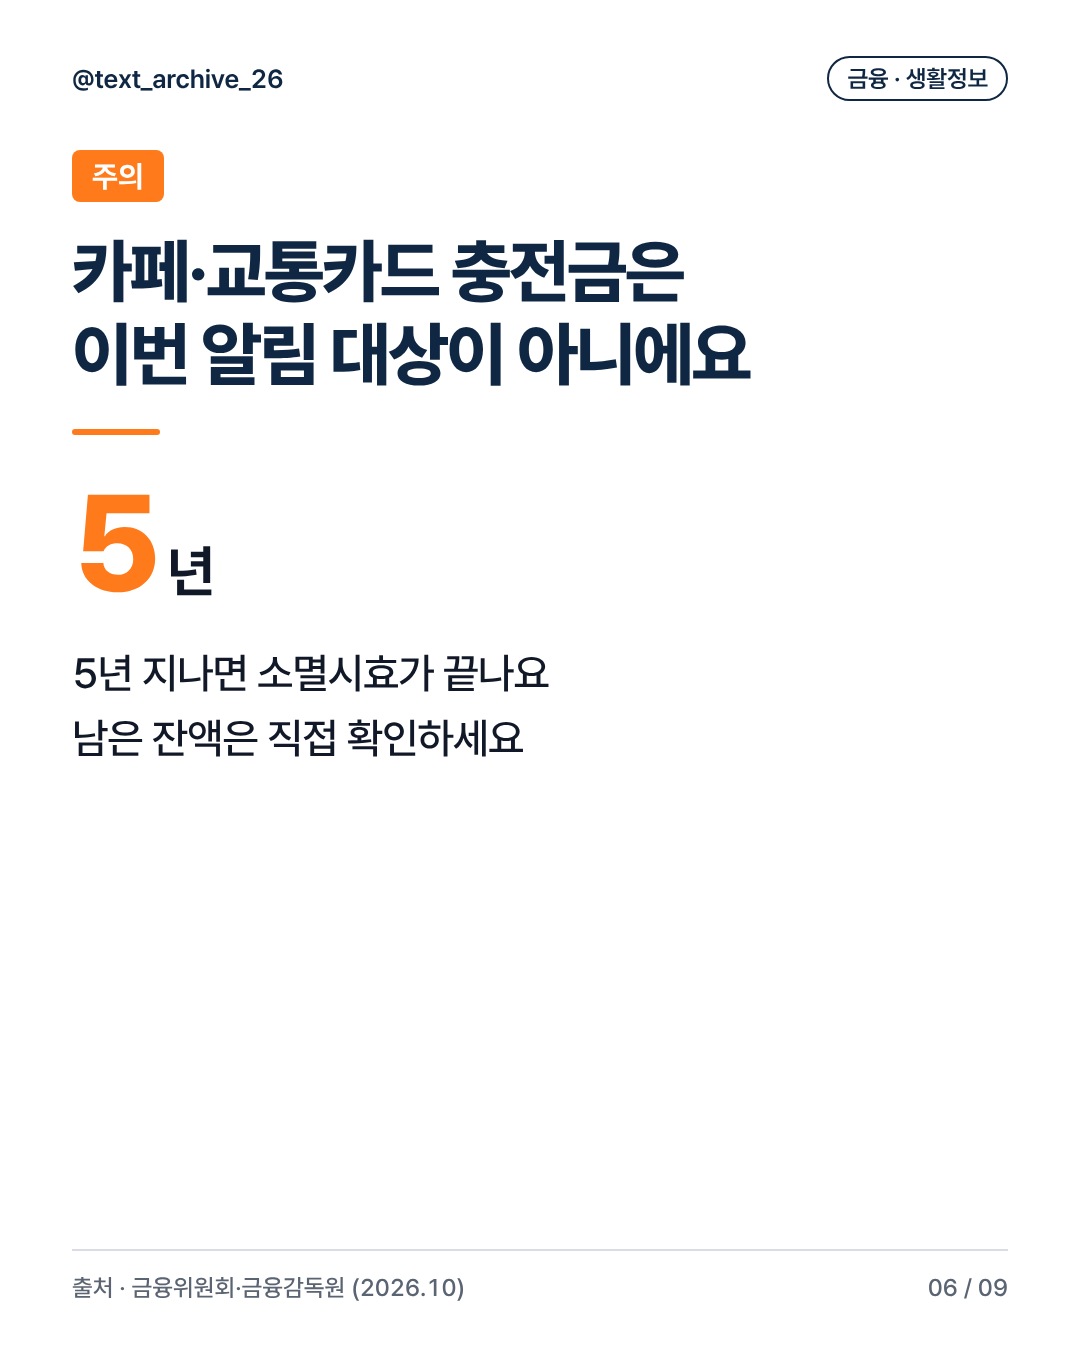 @text_archive_26
금융 · 생활정보
주의
카페·교통카드 충전금은
이번 알림 대상이 아니에요
5년
5년 지나면 소멸시효가 끝나요
남은 잔액은 직접 확인하세요
출처 · 금융위원회·금융감독원 (2026.10)
06 / 09